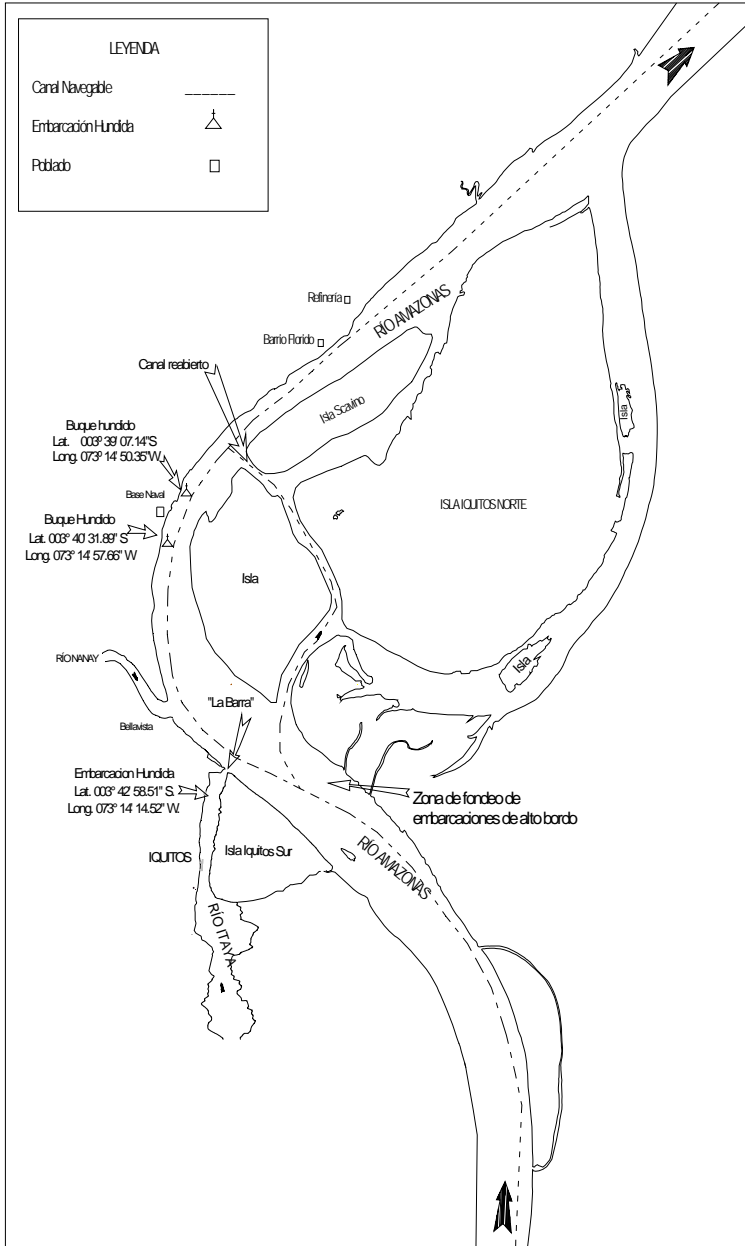 LEYENDA
Canal Navegable ______
Embarcación Hundida
Poblado
Refinería
RÍO AMAZONAS
Barrio Florido
Canal reabierto
Isla Scavino
Isla
Buque hundido
Lat. 003º 39' 07.14"S
Long. 073º 14' 50.35"W
Base Naval
ISLA IQUITOS NORTE
Buque Hundido
Lat. 003° 40' 31.89" S
Long. 073° 14' 57.66" W
Isla
RÍO NANAY
Isla
"La Barra"
Bellavista
Embarcacion Hundida
Lat. 003° 42' 58.51" S.
Long. 073° 14' 14.52" W.
Zona de fondeo de
embarcaciones de alto bordo
IQUITOS
Isla Iquitos Sur
RÍO AMAZONAS
RÍO ITAYA